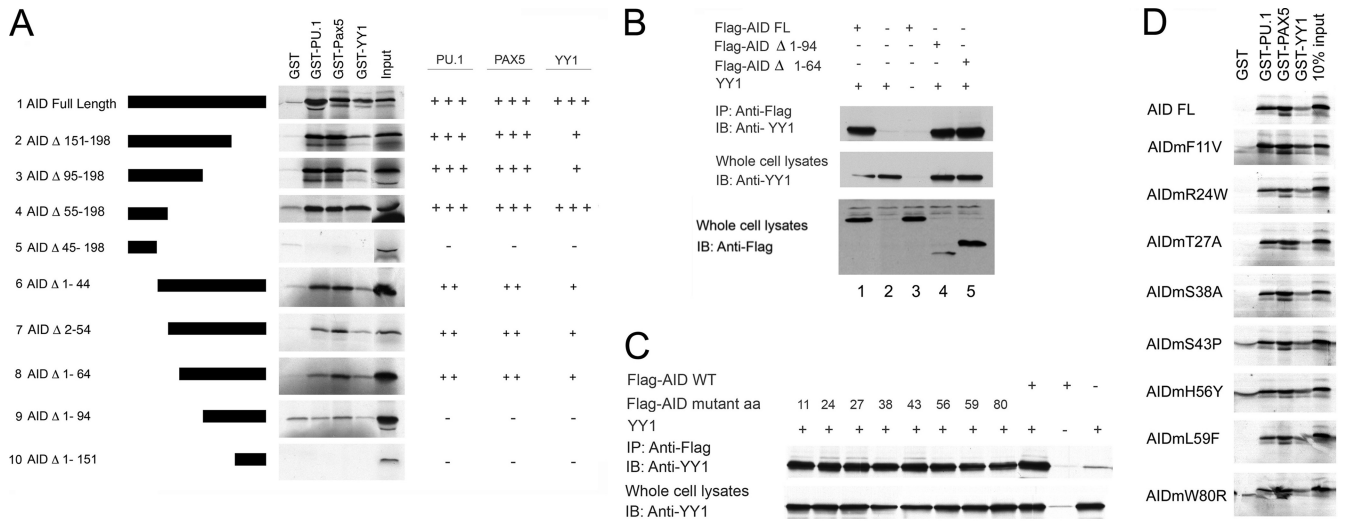 A
GST
GST-PU.1
GST-Pax5
GST-YY1
Input
PU.1 PAX5 YY1
1 AID Full Length + + + + + + + + +
2 AID Δ 151-198 + + + + + + +
3 AID Δ 95-198 + + + + + + +
4 AID Δ 55-198 + + + + + + + + +
5 AID Δ 45- 198 - - -
6 AID Δ 1- 44 + + + + +
7 AID Δ 2-54 + + + + +
8 AID Δ 1- 64 + + + + +
9 AID Δ 1- 94 - - -
10 AID Δ 1- 151 - - -
B
Flag-AID FL + - + - -
Flag-AID Δ 1-94 - - - + -
Flag-AID Δ 1-64 - - - - +
YY1 + + - + +
IP: Anti-Flag
IB: Anti- YY1
Whole cell lysates
IB: Anti-YY1
Whole cell lysates
IB: Anti-Flag
1 2 3 4 5
C
Flag-AID WT + + -
Flag-AID mutant aa 11 24 27 38 43 56 59 80
YY1 + + + + + + + + + - +
IP: Anti-Flag
IB: Anti-YY1
Whole cell lysates
IB: Anti-YY1
D
GST
GST-PU.1
GST-PAX5
GST-YY1
10% input
AID FL
AIDmF11V
AIDmR24W
AIDmT27A
AIDmS38A
AIDmS43P
AIDmH56Y
AIDmL59F
AIDmW80R